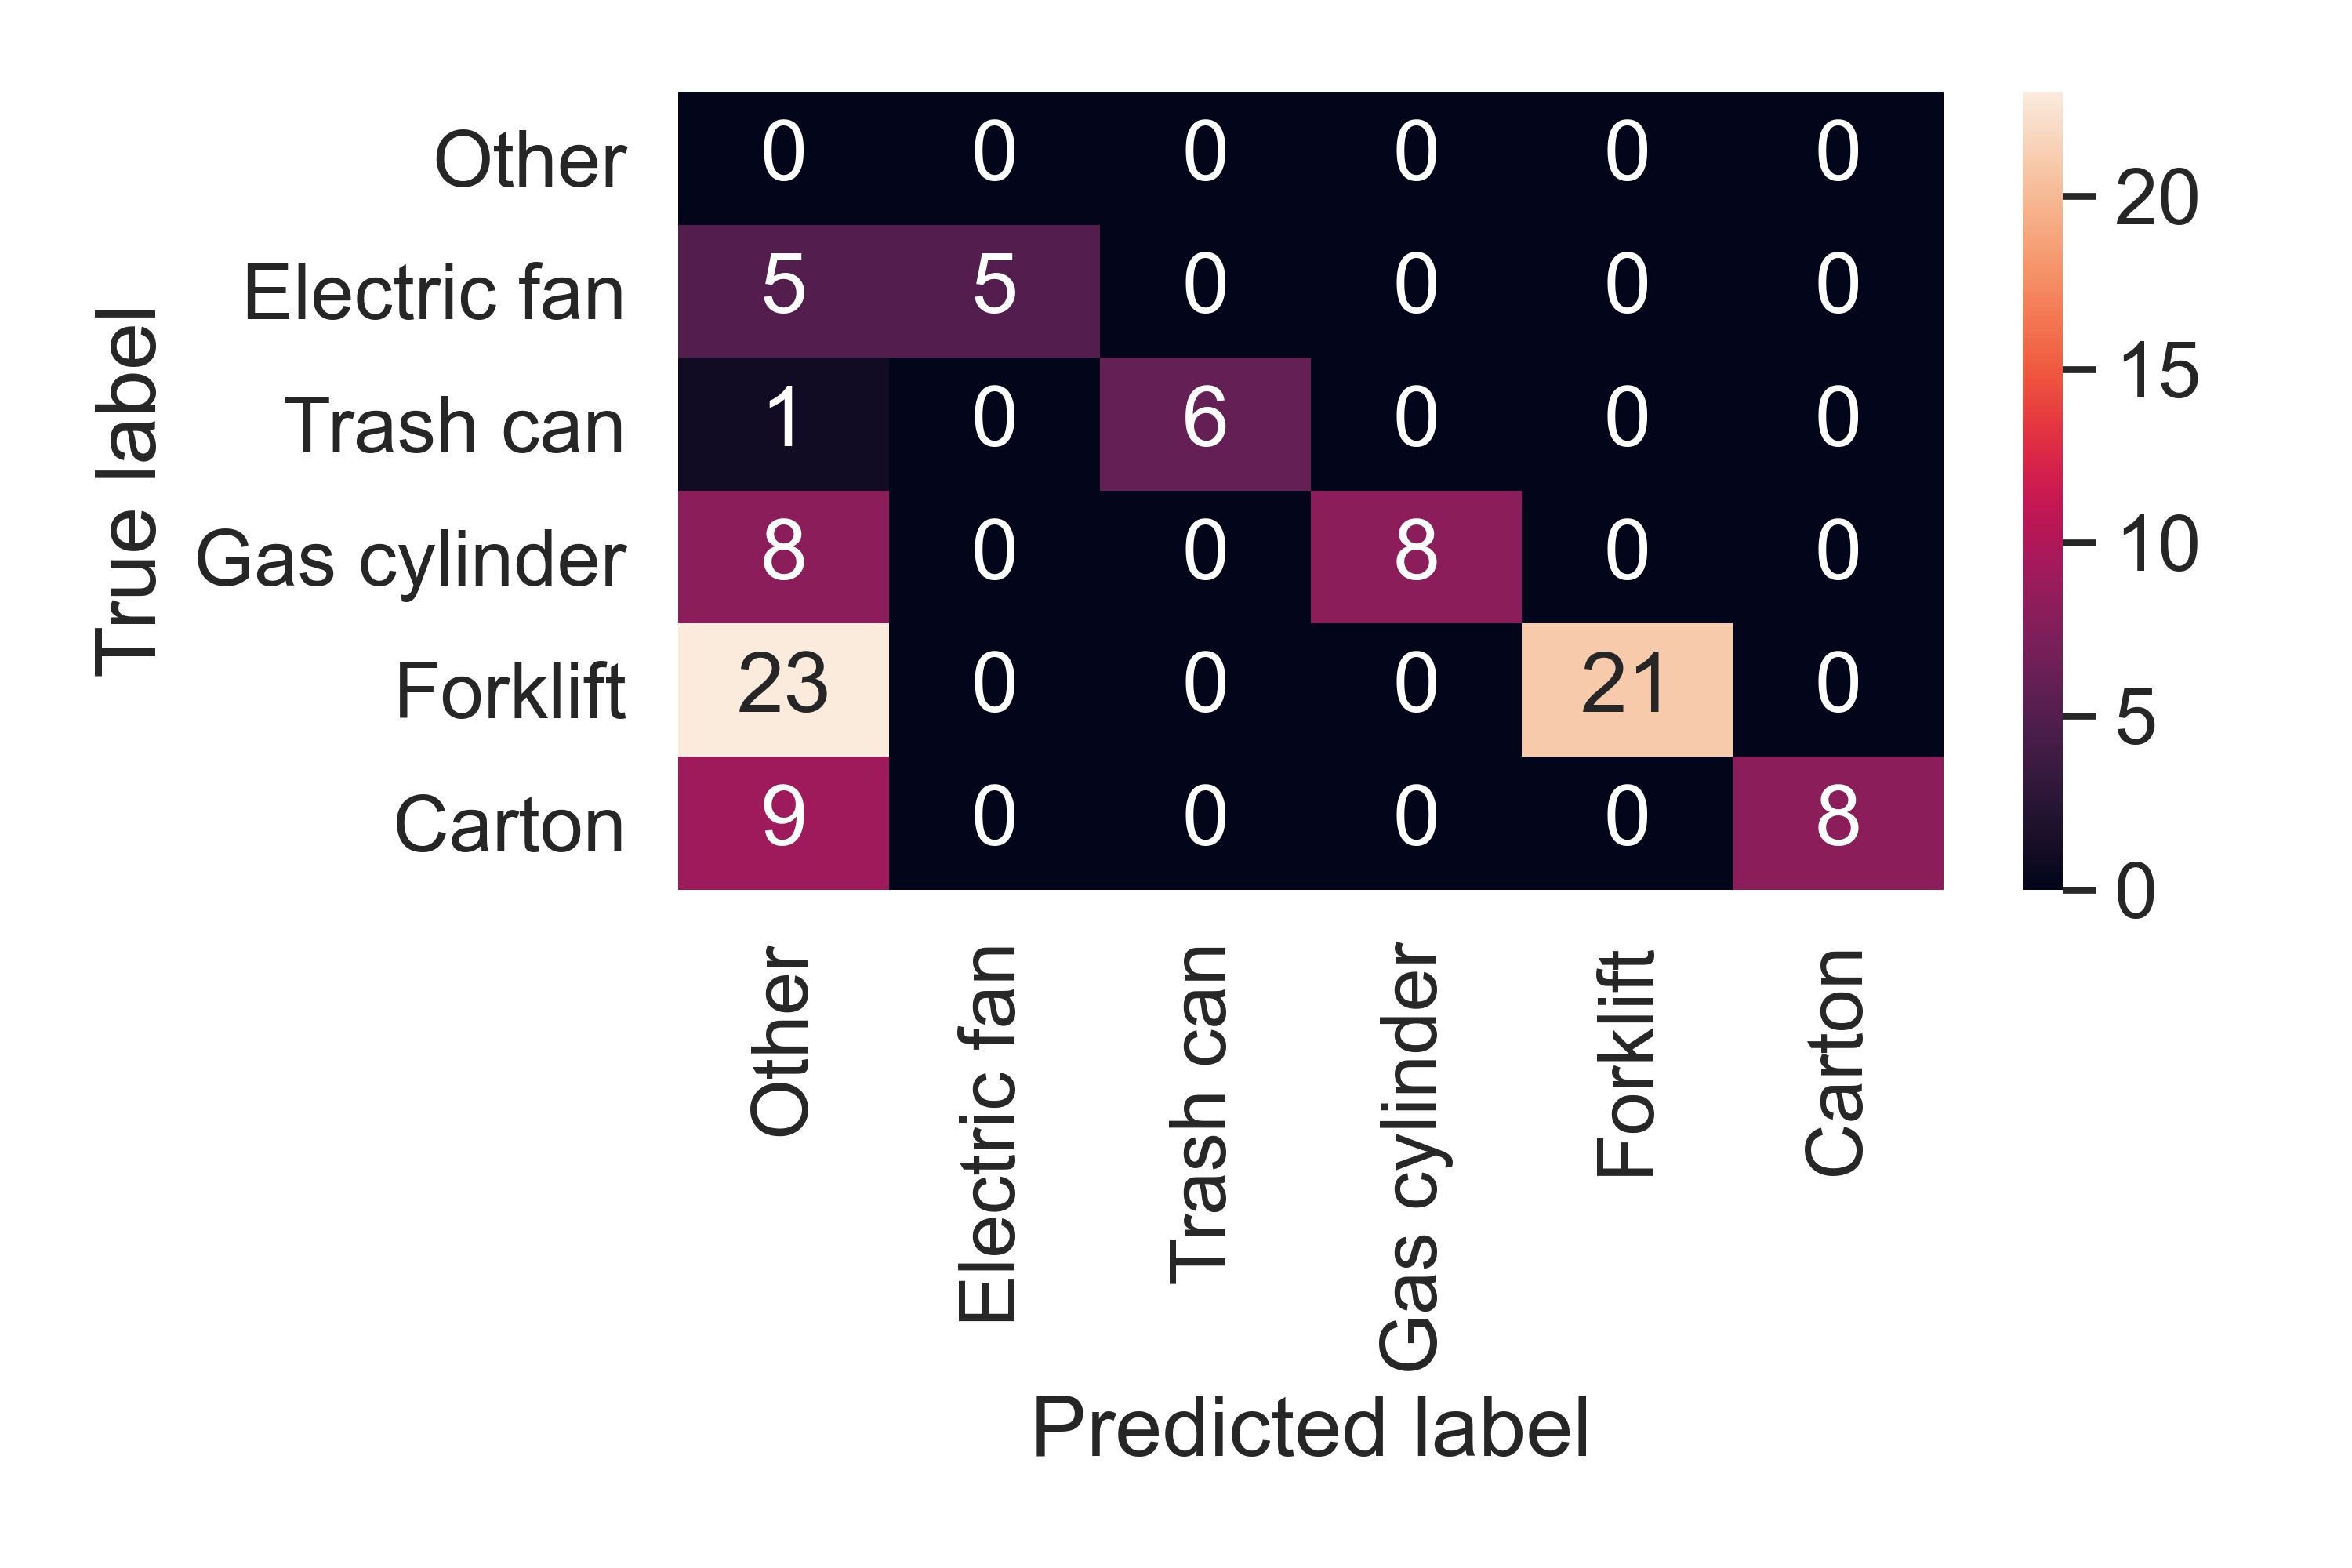 Other 0 0 0 0 0 0
Electric fan 5 5 0 0 0 0
Trash can 1 0 6 0 0 0
Gas cylinder 8 0 0 8 0 0
Forklift 23 0 0 0 21 0
Carton 9 0 0 0 0 8
True label
Other
Electric fan
Trash can
Gas cylinder
Forklift
Carton
Predicted label
20
15
10
5
0